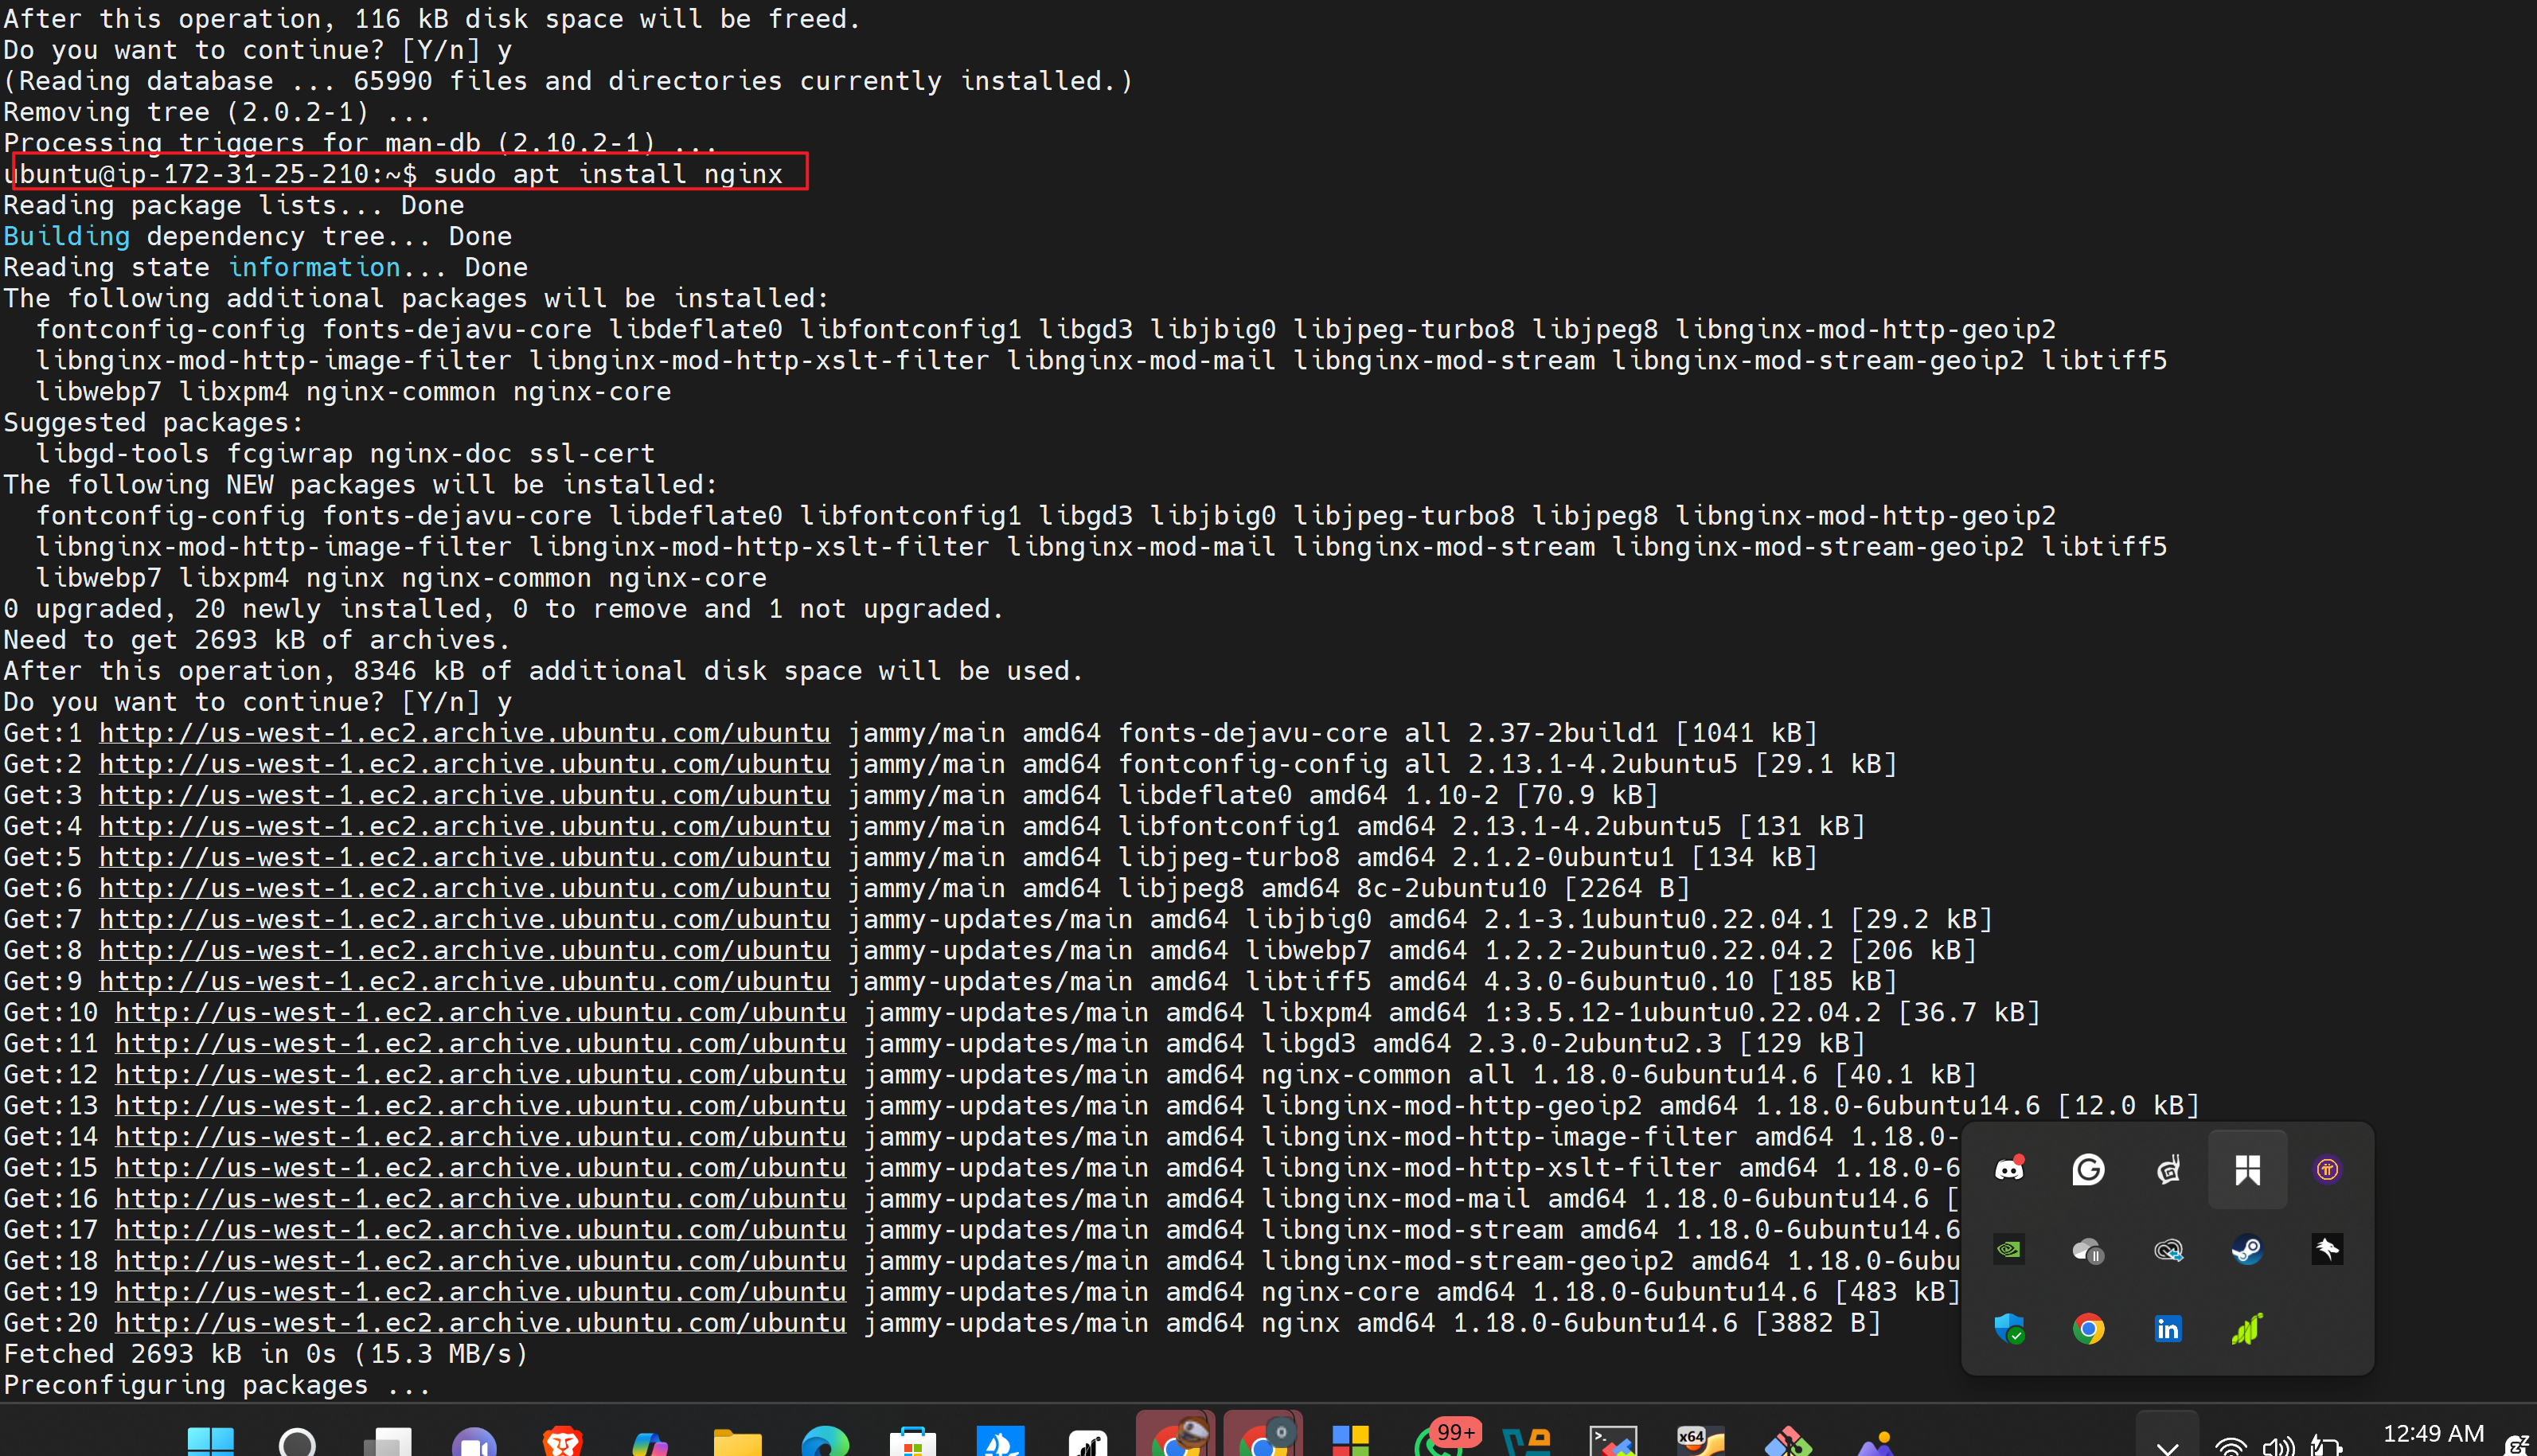 After this operation, 116 kB disk space will be freed.
Do you want to continue? [Y/n] y
(Reading database ... 65990 files and directories currently installed.)
Removing tree (2.0.2-1) ...
Processing triggers for man-db (2.10.2-1) ...
ubuntu@ip-172-31-25-210:~$ sudo apt install nginx
Reading package lists... Done
Building dependency tree... Done
Reading state information... Done
The following additional packages will be installed:
  fontconfig-config fonts-dejavu-core libdeflate0 libfontconfig1 libgd3 libjbig0 libjpeg-turbo8 libjpeg8 libnginx-mod-http-geoip2
  libnginx-mod-http-image-filter libnginx-mod-http-xslt-filter libnginx-mod-mail libnginx-mod-stream libnginx-mod-stream-geoip2 libtiff5
  libwebp7 libxpm4 nginx-common nginx-core
Suggested packages:
  libgd-tools fcgiwrap nginx-doc ssl-cert
The following NEW packages will be installed:
  fontconfig-config fonts-dejavu-core libdeflate0 libfontconfig1 libgd3 libjbig0 libjpeg-turbo8 libjpeg8 libnginx-mod-http-geoip2
  libnginx-mod-http-image-filter libnginx-mod-http-xslt-filter libnginx-mod-mail libnginx-mod-stream libnginx-mod-stream-geoip2 libtiff5
  libwebp7 libxpm4 nginx nginx-common nginx-core
0 upgraded, 20 newly installed, 0 to remove and 1 not upgraded.
Need to get 2693 kB of archives.
After this operation, 8346 kB of additional disk space will be used.
Do you want to continue? [Y/n] y
Get:1 http://us-west-1.ec2.archive.ubuntu.com/ubuntu jammy/main amd64 fonts-dejavu-core all 2.37-2build1 [1041 kB]
Get:2 http://us-west-1.ec2.archive.ubuntu.com/ubuntu jammy/main amd64 fontconfig-config all 2.13.1-4.2ubuntu5 [29.1 kB]
Get:3 http://us-west-1.ec2.archive.ubuntu.com/ubuntu jammy/main amd64 libdeflate0 amd64 1.10-2 [70.9 kB]
Get:4 http://us-west-1.ec2.archive.ubuntu.com/ubuntu jammy/main amd64 libfontconfig1 amd64 2.13.1-4.2ubuntu5 [131 kB]
Get:5 http://us-west-1.ec2.archive.ubuntu.com/ubuntu jammy/main amd64 libjpeg-turbo8 amd64 2.1.2-0ubuntu1 [134 kB]
Get:6 http://us-west-1.ec2.archive.ubuntu.com/ubuntu jammy/main amd64 libjpeg8 amd64 8c-2ubuntu10 [2264 B]
Get:7 http://us-west-1.ec2.archive.ubuntu.com/ubuntu jammy-updates/main amd64 libjbig0 amd64 2.1-3.1ubuntu0.22.04.1 [29.2 kB]
Get:8 http://us-west-1.ec2.archive.ubuntu.com/ubuntu jammy-updates/main amd64 libwebp7 amd64 1.2.2-2ubuntu0.22.04.2 [206 kB]
Get:9 http://us-west-1.ec2.archive.ubuntu.com/ubuntu jammy-updates/main amd64 libtiff5 amd64 4.3.0-6ubuntu0.10 [185 kB]
Get:10 http://us-west-1.ec2.archive.ubuntu.com/ubuntu jammy-updates/main amd64 libxpm4 amd64 1:3.5.12-1ubuntu0.22.04.2 [36.7 kB]
Get:11 http://us-west-1.ec2.archive.ubuntu.com/ubuntu jammy-updates/main amd64 libgd3 amd64 2.3.0-2ubuntu2.3 [129 kB]
Get:12 http://us-west-1.ec2.archive.ubuntu.com/ubuntu jammy-updates/main amd64 nginx-common all 1.18.0-6ubuntu14.6 [40.1 kB]
Get:13 http://us-west-1.ec2.archive.ubuntu.com/ubuntu jammy-updates/main amd64 libnginx-mod-http-geoip2 amd64 1.18.0-6ubuntu14.6 [12.0 kB]
Get:14 http://us-west-1.ec2.archive.ubuntu.com/ubuntu jammy-updates/main amd64 libnginx-mod-http-image-filter amd64 1.18.0-
Get:15 http://us-west-1.ec2.archive.ubuntu.com/ubuntu jammy-updates/main amd64 libnginx-mod-http-xslt-filter amd64 1.18.0-6
Get:16 http://us-west-1.ec2.archive.ubuntu.com/ubuntu jammy-updates/main amd64 libnginx-mod-mail amd64 1.18.0-6ubuntu14.6 [
Get:17 http://us-west-1.ec2.archive.ubuntu.com/ubuntu jammy-updates/main amd64 libnginx-mod-stream amd64 1.18.0-6ubuntu14.6
Get:18 http://us-west-1.ec2.archive.ubuntu.com/ubuntu jammy-updates/main amd64 libnginx-mod-stream-geoip2 amd64 1.18.0-6ubu
Get:19 http://us-west-1.ec2.archive.ubuntu.com/ubuntu jammy-updates/main amd64 nginx-core amd64 1.18.0-6ubuntu14.6 [483 kB]
Get:20 http://us-west-1.ec2.archive.ubuntu.com/ubuntu jammy-updates/main amd64 nginx amd64 1.18.0-6ubuntu14.6 [3882 B]
Fetched 2693 kB in 0s (15.3 MB/s)
Preconfiguring packages ...
in
99+
x64
12:49 AM